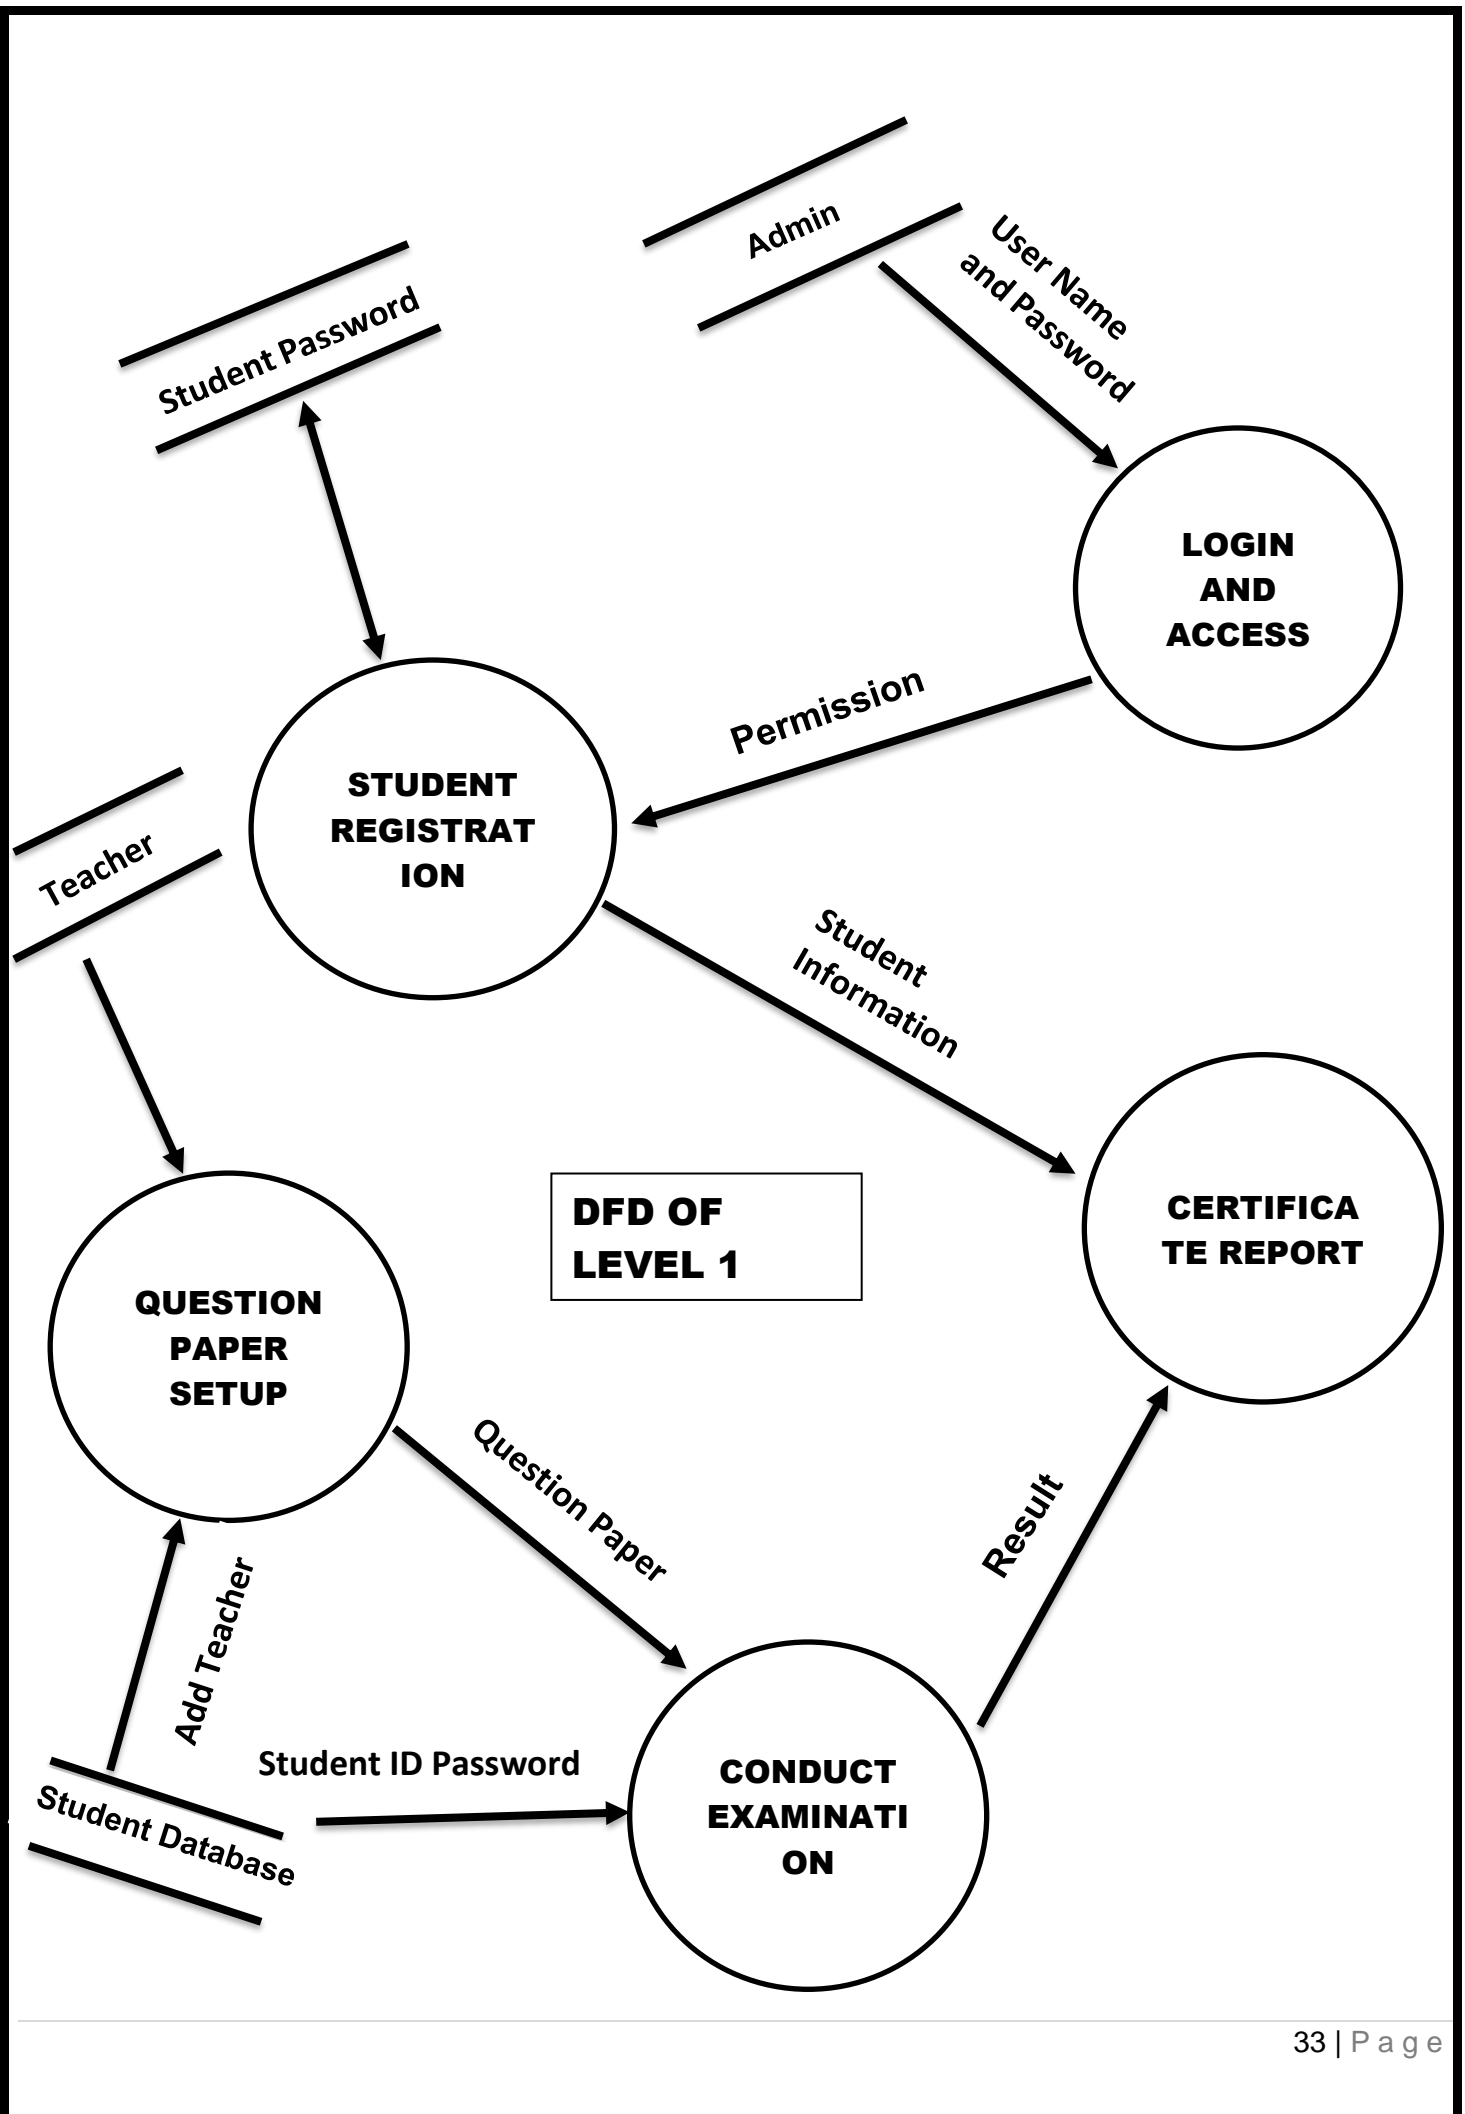 Admin
User Name
and Password
Student Password
LOGIN
AND
ACCESS
Permission
STUDENT
REGISTRAT
ION
Teacher
Student
Information
CERTIFICA
TE REPORT
DFD OF
LEVEL 1
QUESTION
PAPER
SETUP
Question Paper
Result
Add Teacher
Student ID Password
Student Database
CONDUCT
EXAMINATI
ON
33 | Page